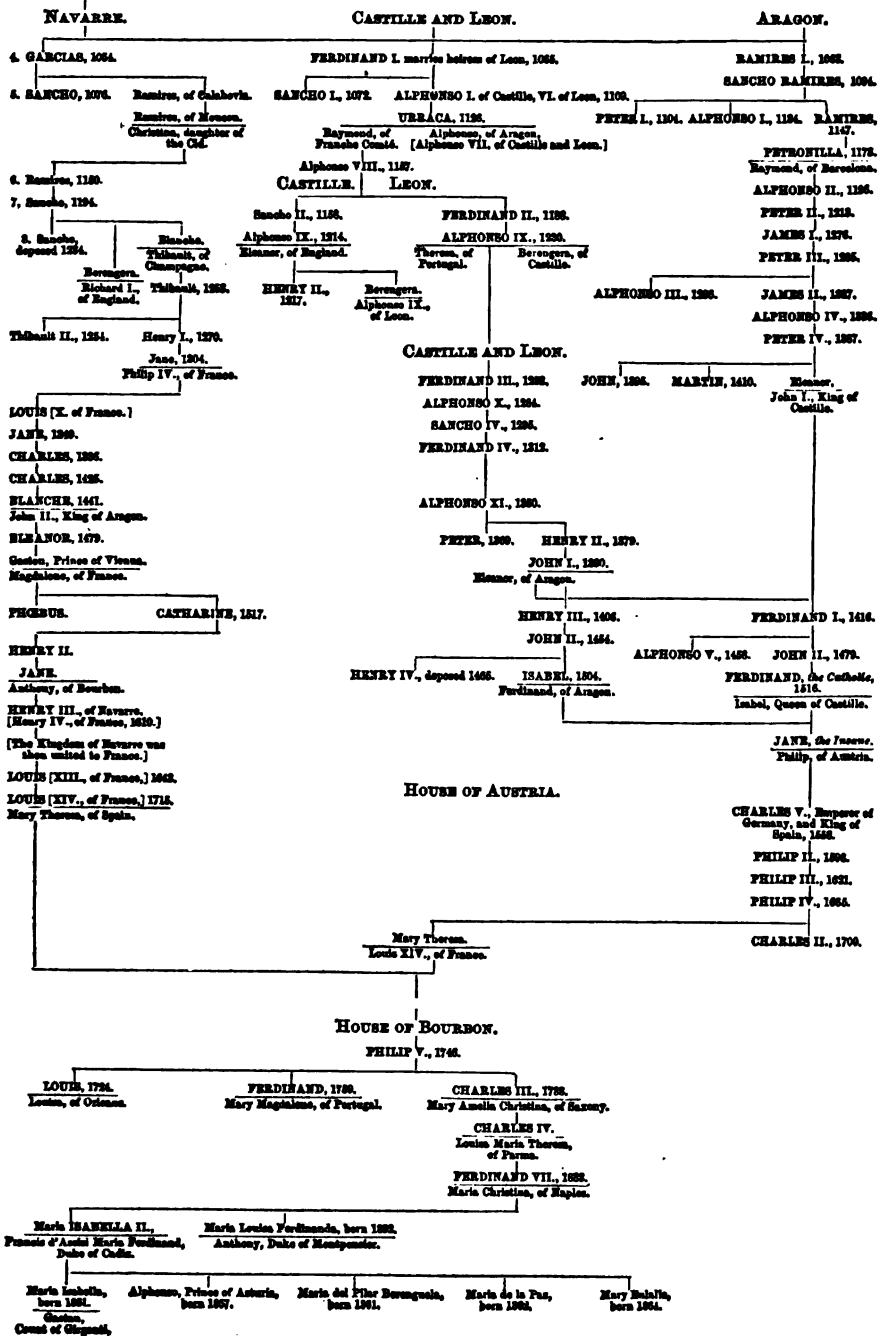 NAVARRE.
CASTILLE AND LEON.
ARAGON.
4. GARCIAS, 1054.
FERDINAND I. marries heiress of Leon, 1065.
RAMIRES I., 1063.
SANCHO RAMIRES, 1094.
5. SANCHO, 1076.
Ramires, of Calahovia.
SANCHO I., 1072.
ALPHONSO I. of Castille, VI. of Leon, 1109.
Ramires, of Moncon.
Christian, daughter of
the Cid.
URRACA, 1126.
Raymond, of
Franche Comté.
Alphonso, of Aragon.
[Alphonso VII. of Castille and Leon.]
PETER I., 1104.
ALPHONSO I., 1134.
RAMIRES,
1147.
PETRONILLA, 1173.
Raymond, of Barcelona.
Alphonso VIII., 1157.
6. Ramires, 1150.
7, Sancho, 1194.
CASTILLE.
LEON.
ALPHONSO II., 1196.
PETER II., 1213.
JAMES I., 1276.
PETER III., 1285.
8. Sancho,
deposed 1234.
Blanche.
Thibault, of
Champagne.
Berengera.
Richard I.,
of England.
Thibault, 1253.
Sancho II., 1158.
FERDINAND II., 1188.
Alphonso IX., 1214.
Eleanor, of England.
ALPHONSO IX., 1230.
Theresa, of
Portugal.
Berengera, of
Castille.
HENRY II.,
1217.
Berengera.
Alphonso IX.,
of Leon.
ALPHONSO III., 1286.
JAMES II., 1327.
ALPHONSO IV., 1336.
PETER IV., 1387.
Thibault II., 1254.
Henry I., 1270.
Jane, 1304.
Philip IV., of France.
CASTILLE AND LEON.
FERDINAND III., 1252.
ALPHONSO X., 1284.
SANCHO IV., 1295.
FERDINAND IV., 1312.
JOHN, 1396.
MARTIN, 1410.
Eleanor.
John I., King of
Castille.
LOUIS [X. of France.]
JANE, 1349.
CHARLES, 1386.
CHARLES, 1425.
BLANCHE, 1441.
John II., King of Aragon.
ELEANOR, 1479.
Gaston, Prince of Vienna.
Magdalene, of France.
ALPHONSO XI., 1350.
PETER, 1369.
HENRY II., 1379.
JOHN I., 1390.
Eleanor, of Aragon.
PHŒBUS.
CATHARINE, 1517.
HENRY III., 1406.
FERDINAND I., 1416.
JOHN II., 1454.
HENRY II.
ALPHONSO V., 1458.
JOHN II., 1479.
JANE.
Anthony, of Bourbon.
HENRY IV., deposed 1465.
ISABEL, 1504.
Ferdinand, of Aragon.
FERDINAND, the Catholic,
1516.
Isabel, Queen of Castille.
HENRY III., of Navarre.
[Henry IV., of France, 1610.]
[The Kingdom of Navarre was
then united to France.]
JANE, the Insane.
Philip, of Austria.
LOUIS [XIII., of France,] 1643.
LOUIS [XIV., of France,] 1715.
Mary Theresa, of Spain.
HOUSE OF AUSTRIA.
CHARLES V., Emperor of
Germany, and King of
Spain, 1556.
PHILIP II., 1598.
PHILIP III., 1621.
PHILIP IV., 1665.
Mary Theresa.
Louis XIV., of France.
CHARLES II., 1700.
HOUSE OF BOURBON.
PHILIP V., 1746.
LOUIS, 1724.
Louisa, of Orleans.
FERDINAND, 1759.
Mary Magdalene, of Portugal.
CHARLES III., 1788.
Mary Amelia Christina, of Saxony.
CHARLES IV.
Louisa Maria Theresa,
of Parma.
FERDINAND VII., 1833.
Maria Christina, of Naples.
Maria ISABELLA II.,
Francis d'Assisi Maria Ferdinand,
Duke of Cadiz.
Maria Louisa Ferdinanda, born 1832.
Anthony, Duke of Montpensier.
Maria Isabella,
born 1851.
Gaetan,
Count of Girgenti,
Alphonso, Prince of Asturia,
born 1857.
Maria del Pilar Berenguela,
born 1861.
Maria de la Paz,
born 1862.
Mary Eulalia,
born 1864.